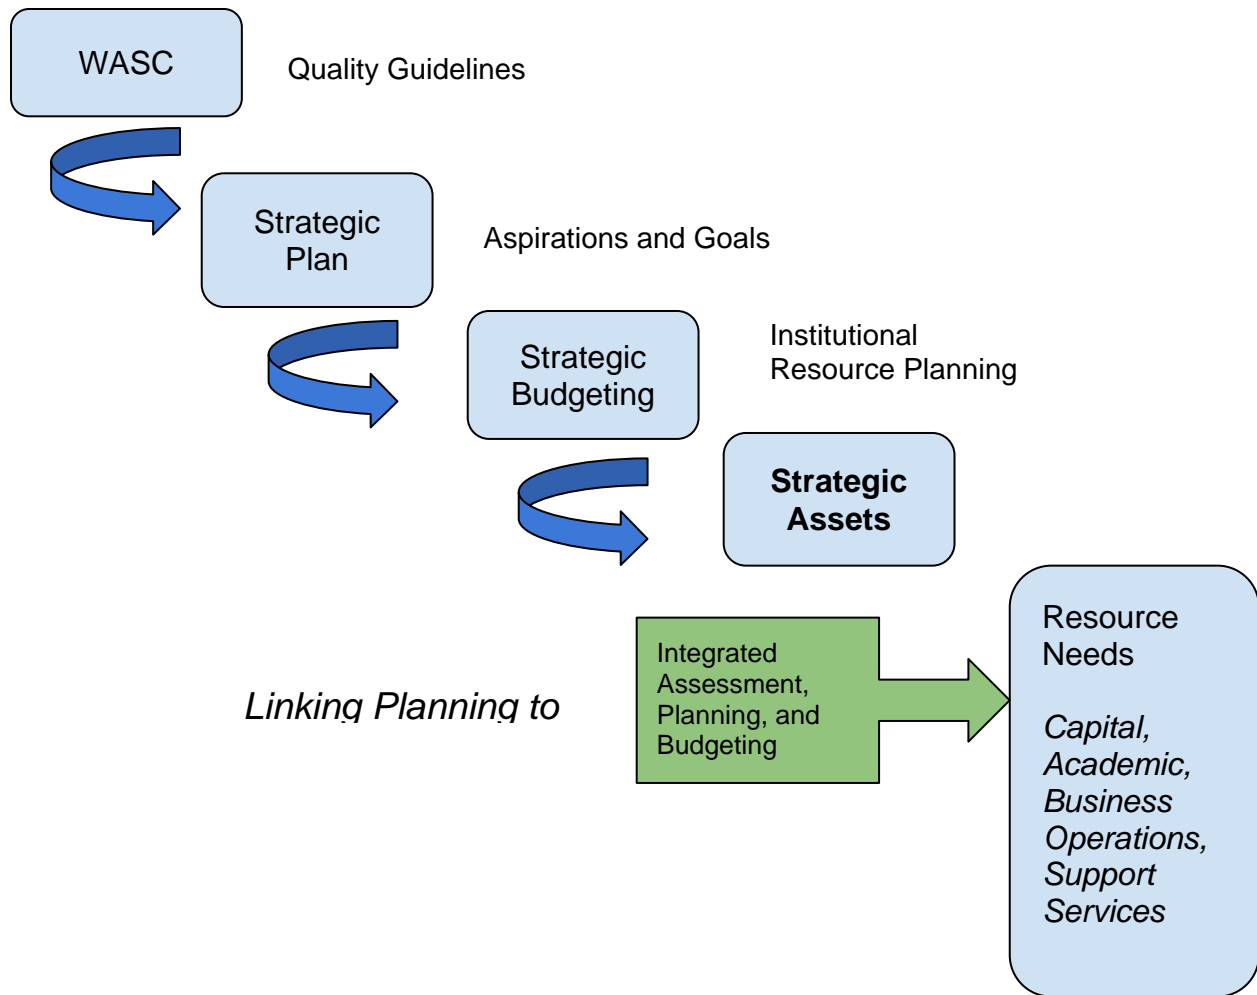 WASC
Quality Guidelines
Strategic
Plan
Aspirations and Goals
Strategic
Budgeting
Institutional
Resource Planning
Strategic
Assets
Linking Planning to
Integrated
Assessment,
Planning, and
Budgeting
Resource
Needs
Capital,
Academic,
Business
Operations,
Support
Services